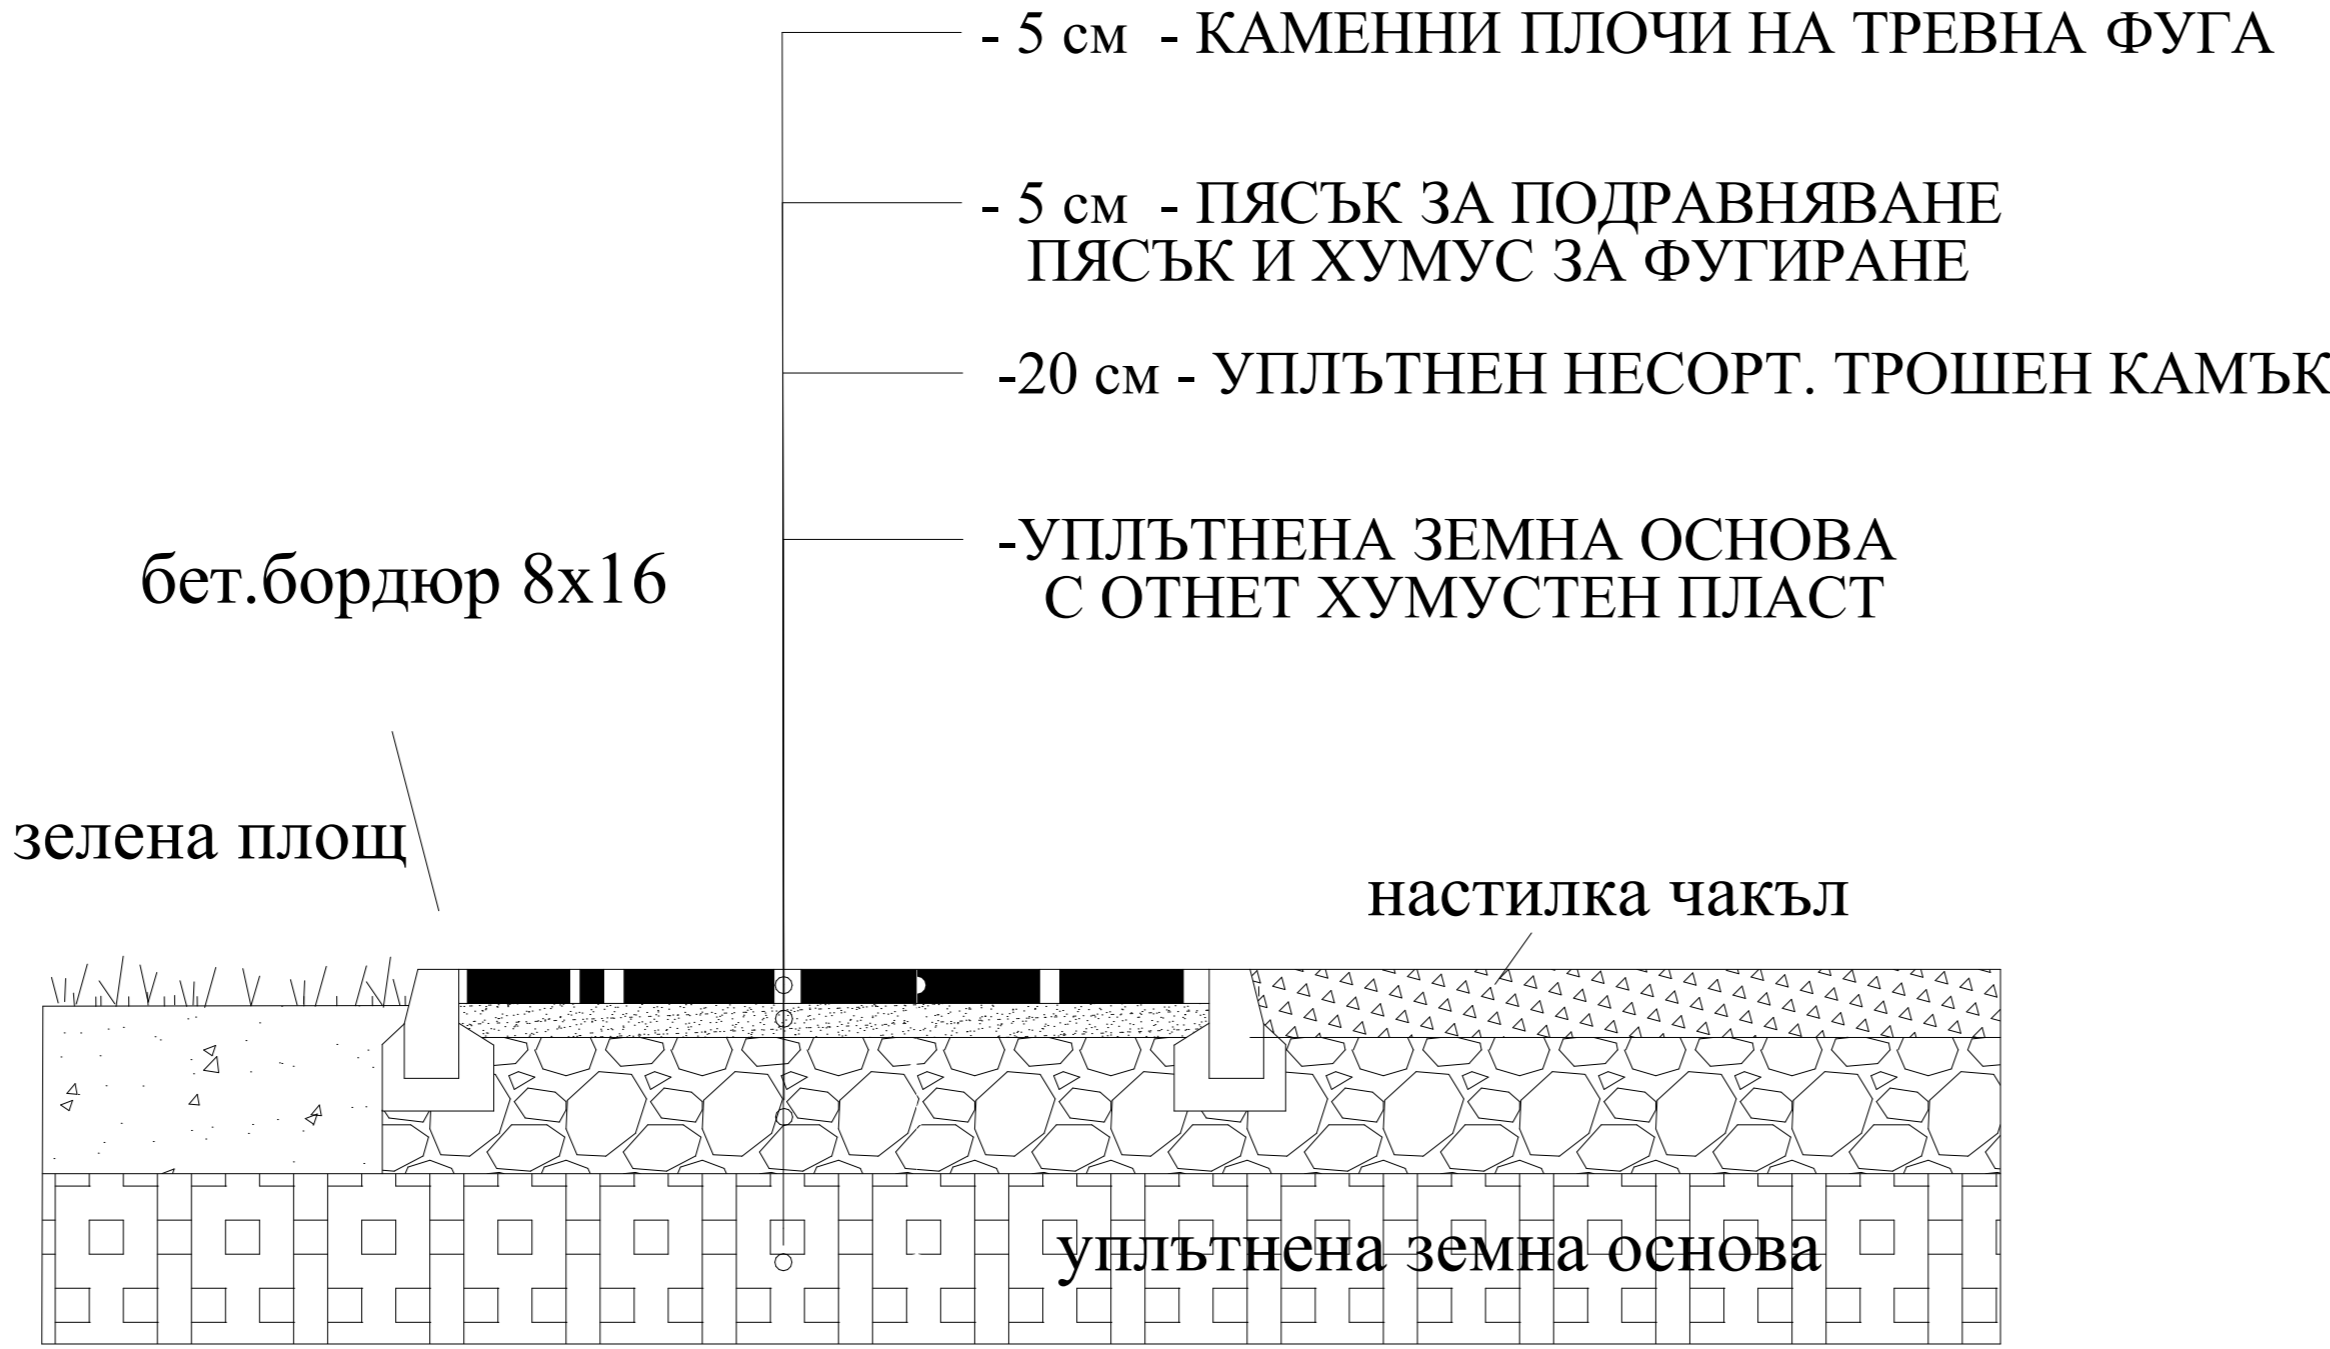 - 5 см - КАМЕННИ ПЛОЧИ НА ТРЕВНА ФУГА
- 5 см - ПЯСЪК ЗА ПОДРАВНЯВАНЕ
ПЯСЪК И ХУМУС ЗА ФУГИРАНЕ
-20 см - УПЛЪТНЕН НЕСОРТ. ТРОШЕН КАМЪК
-УПЛЪТНЕНА ЗЕМНА ОСНОВА
С ОТНЕТ ХУМУСТЕН ПЛАСТ
бет.бордюр 8х16
зелена площ
настилка чакъл
уплътнена земна основа